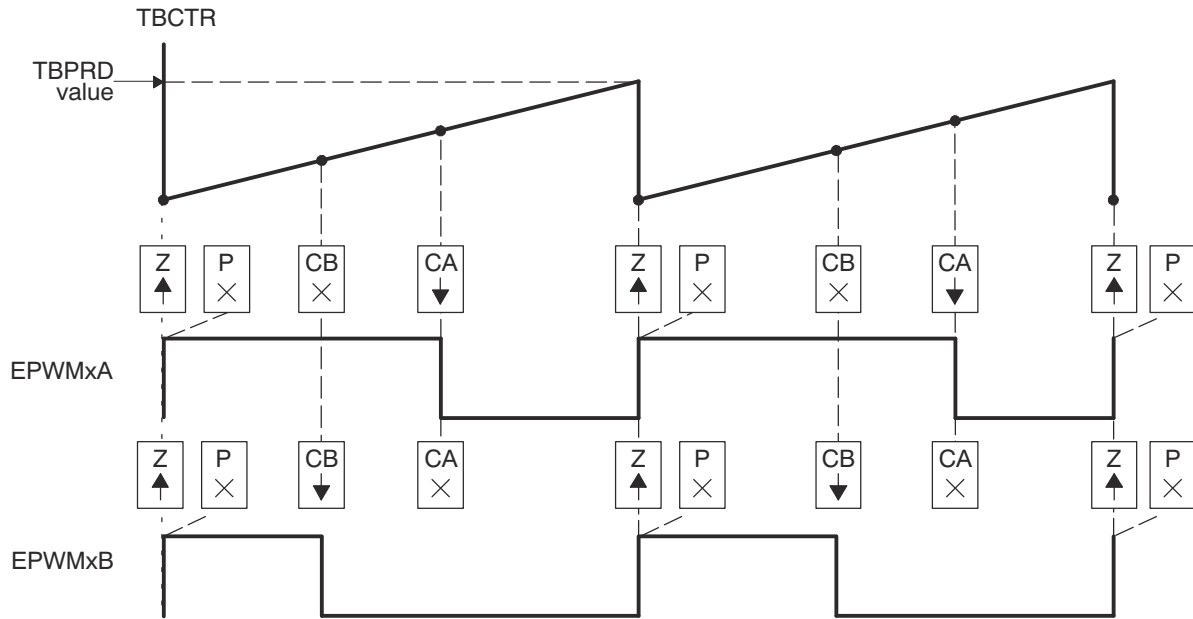 TBCTR
TBPRD
value
Z P CB CA Z P CB CA Z P
EPWMxA
Z P CB CA Z P CB CA Z P
EPWMxB